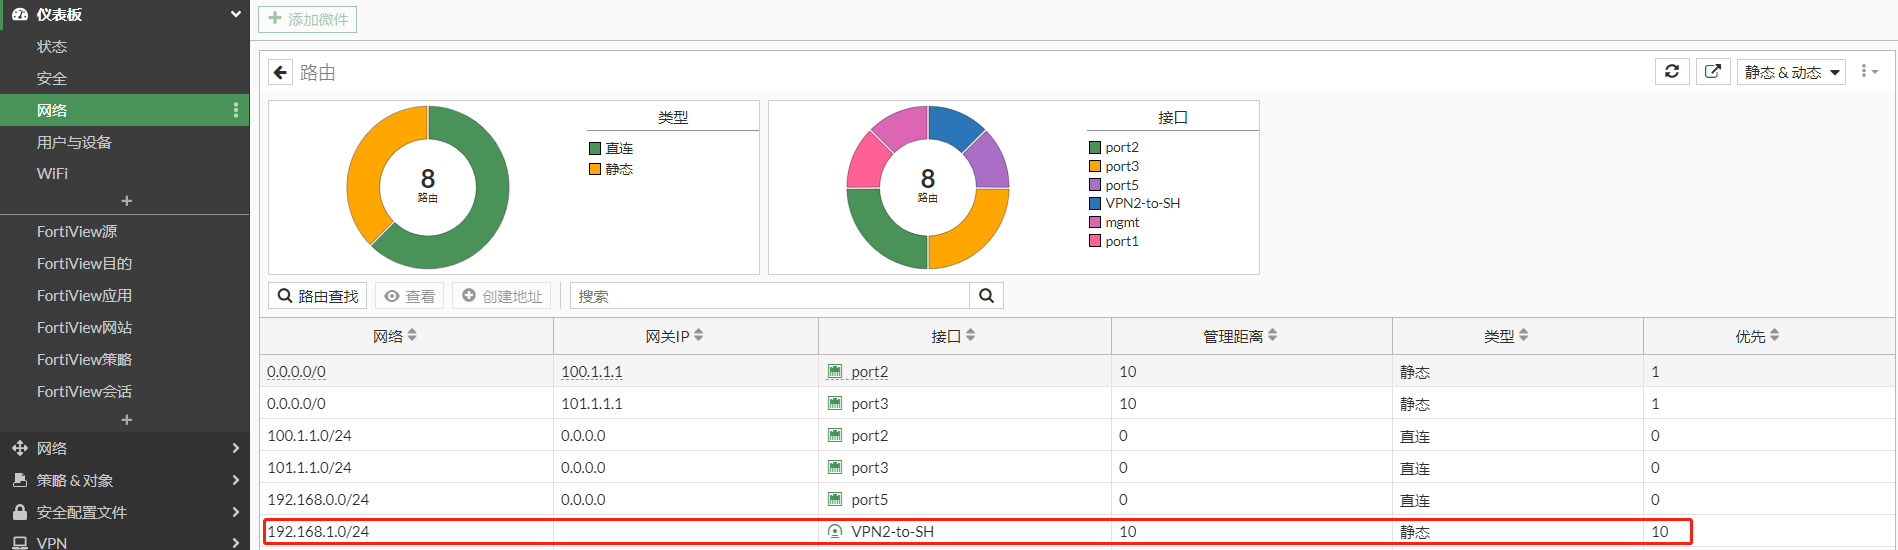 仪表板
状态
安全
网络
用户与设备
WiFi
FortiView源
FortiView目的
FortiView应用
FortiView网站
FortiView策略
FortiView会话
网络
策略 & 对象
安全配置文件
VPN
添加微件
路由
静态 & 动态
8
路由
类型
直连
静态
8
路由
接口
port2
port3
port5
VPN2-to-SH
mgmt
port1
路由查找 查看 创建地址 搜索
网络 网关IP 接口 管理距离 类型 优先
0.0.0.0/0 100.1.1.1 port2 10 静态 1
0.0.0.0/0 101.1.1.1 port3 10 静态 1
100.1.1.0/24 0.0.0.0 port2 0 直连 0
101.1.1.0/24 0.0.0.0 port3 0 直连 0
192.168.0.0/24 0.0.0.0 port5 0 直连 0
192.168.1.0/24 VPN2-to-SH 10 静态 10